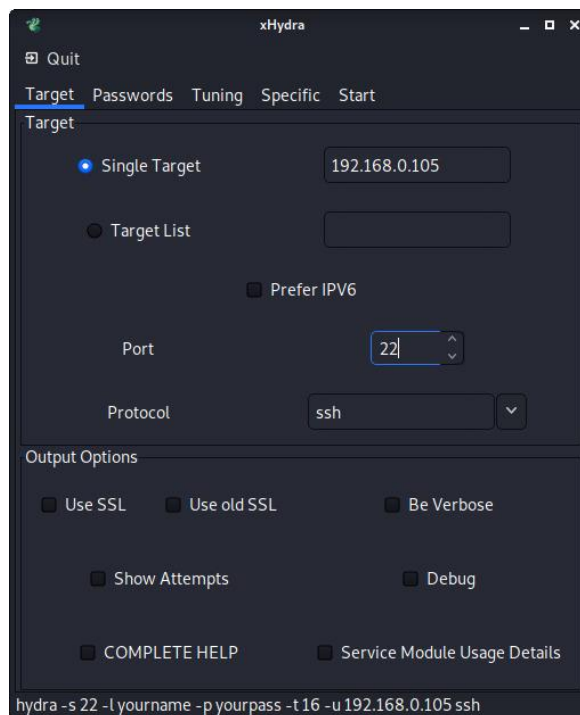 xHydra
Quit
Target Passwords Tuning Specific Start
Target
Single Target 192.168.0.105
Target List
Prefer IPV6
Port 22
Protocol ssh
Output Options
Use SSL Use old SSL Be Verbose
Show Attempts Debug
COMPLETE HELP Service Module Usage Details
hydra -s 22 -l yourname -p yourpass -t 16 -u 192.168.0.105 ssh